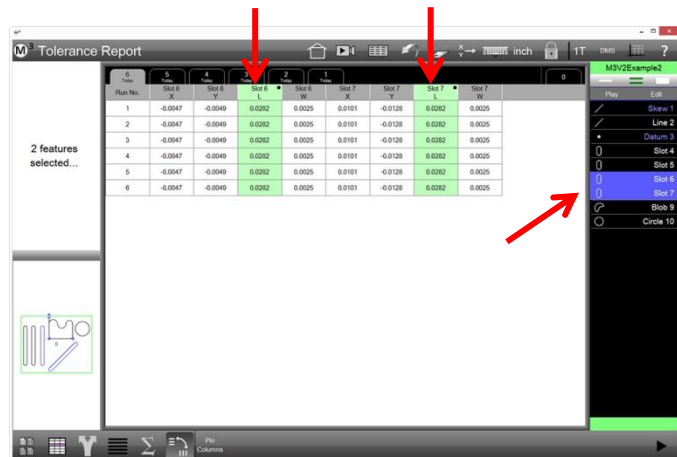 M³ Tolerance Report inch 1T DMS ?
6 Today 5 Today 4 Today 3 2 Today 1 Today 0
Run No. Slot 6 X Slot 6 Y Slot 6 L Slot 6 W Slot 7 X Slot 7 Y Slot 7 L Slot 7 W
1 -0.0047 -0.0049 0.0282 0.0025 0.0101 -0.0128 0.0282 0.0025
2 -0.0047 -0.0049 0.0282 0.0025 0.0101 -0.0128 0.0282 0.0025
3 -0.0047 -0.0049 0.0282 0.0025 0.0101 -0.0128 0.0282 0.0025
4 -0.0047 -0.0049 0.0282 0.0025 0.0101 -0.0128 0.0282 0.0025
5 -0.0047 -0.0049 0.0282 0.0025 0.0101 -0.0128 0.0282 0.0025
6 -0.0047 -0.0049 0.0282 0.0025 0.0101 -0.0128 0.0282 0.0025
2 features
selected...
6
M3V2Example2
Play Edit
Skew 1
Line 2
Datum 3
Slot 4
Slot 5
Slot 6
Slot 7
Blob 9
Circle 10
Pin
Columns